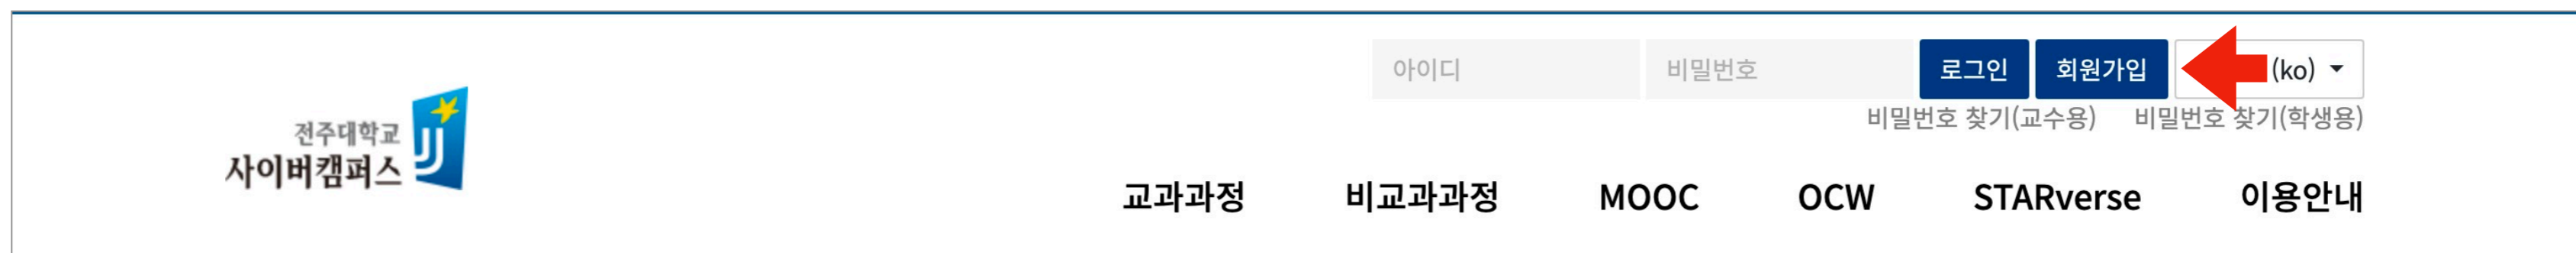 아이디 비밀번호 로그인 회원가입 (ko)
비밀번호 찾기(교수용) 비밀번호 찾기(학생용)
전주대학교
사이버캠퍼스
교과과정 비교과과정 MOOC OCW STARverse 이용안내